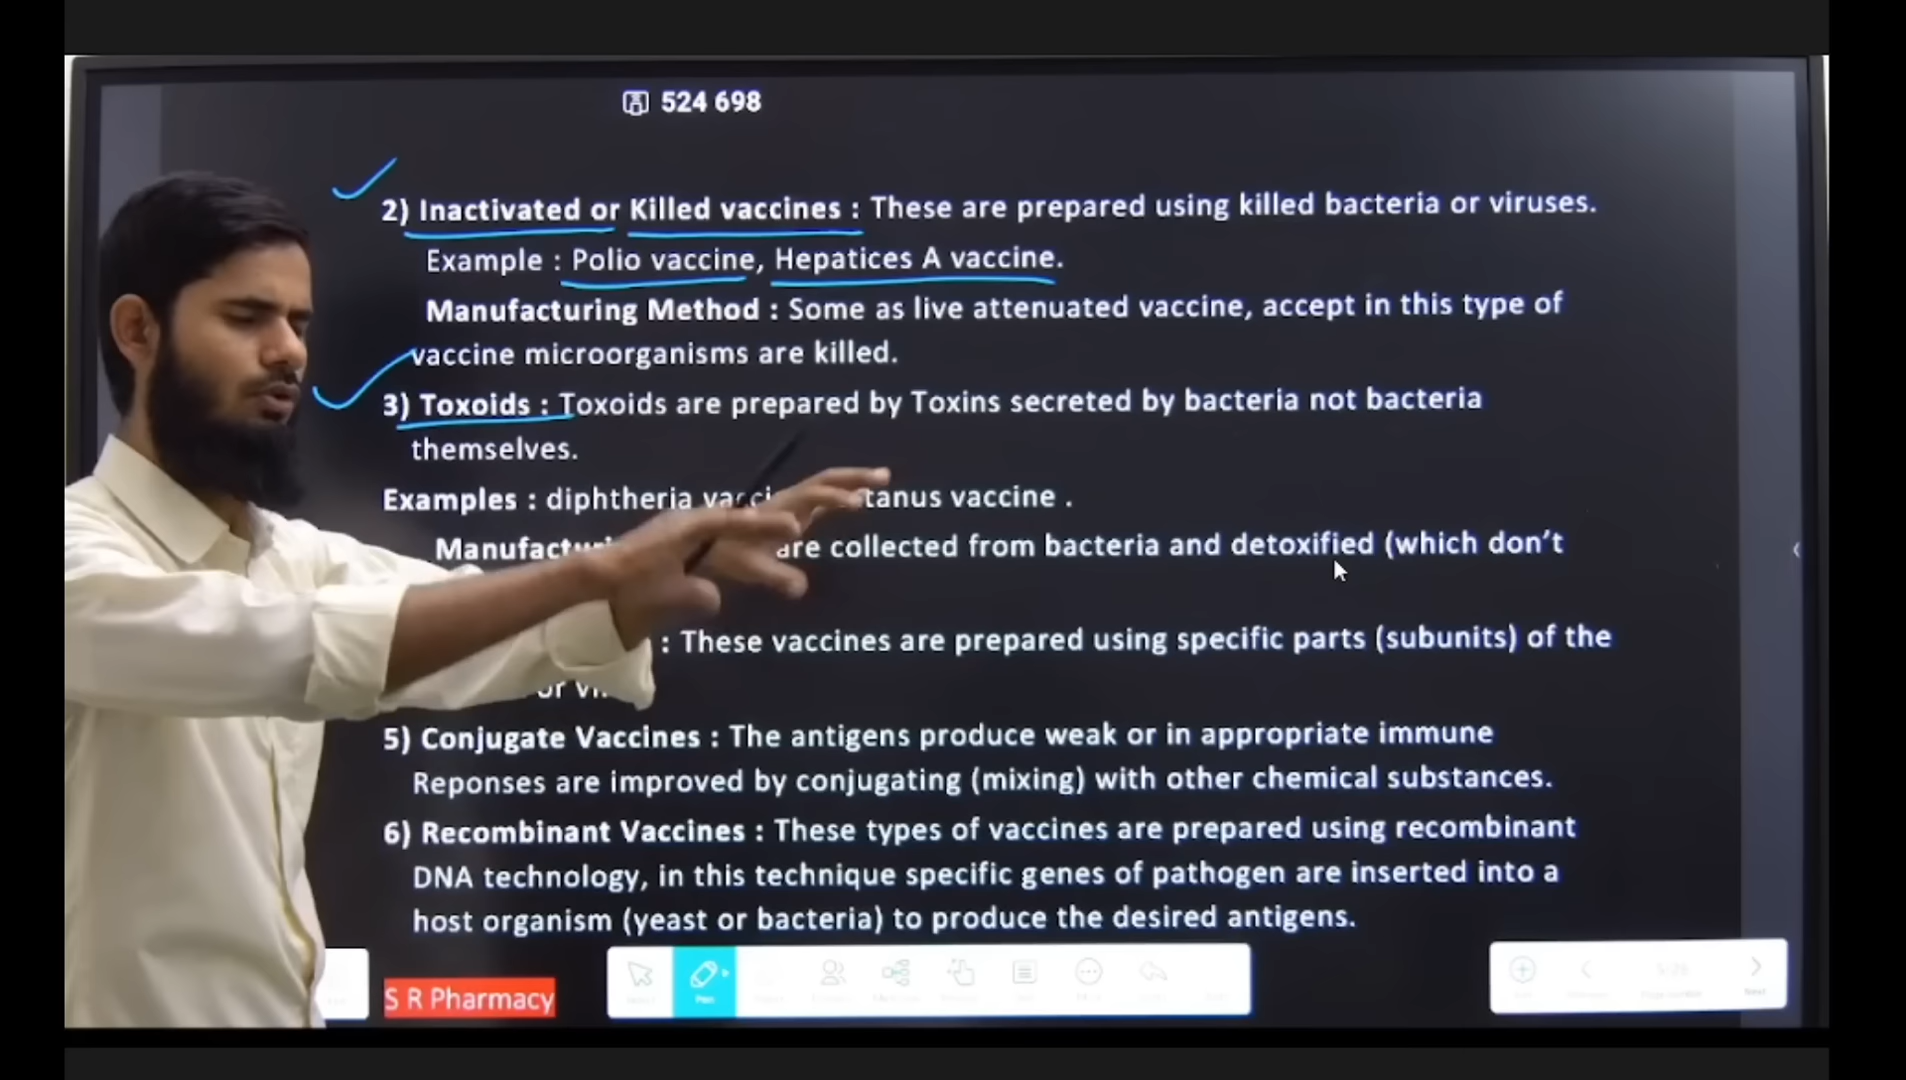 524 698
2) Inactivated or Killed vaccines : These are prepared using killed bacteria or viruses.
Example : Polio vaccine, Hepatices A vaccine.
Manufacturing Method : Some as live attenuated vaccine, accept in this type of
vaccine microorganisms are killed.
3) Toxoids : Toxoids are prepared by Toxins secreted by bacteria not bacteria
themselves.
Examples : diphtheria vaccine .
are collected from bacteria and detoxified (which don't
: These vaccines are prepared using specific parts (subunits) of the
or
5) Conjugate Vaccines : The antigens produce weak or in appropriate immune
Reponses are improved by conjugating (mixing) with other chemical substances.
6) Recombinant Vaccines : These types of vaccines are prepared using recombinant
DNA technology, in this technique specific genes of pathogen are inserted into a
host organism (yeast or bacteria) to produce the desired antigens.
S R Pharmacy
Pen
Next